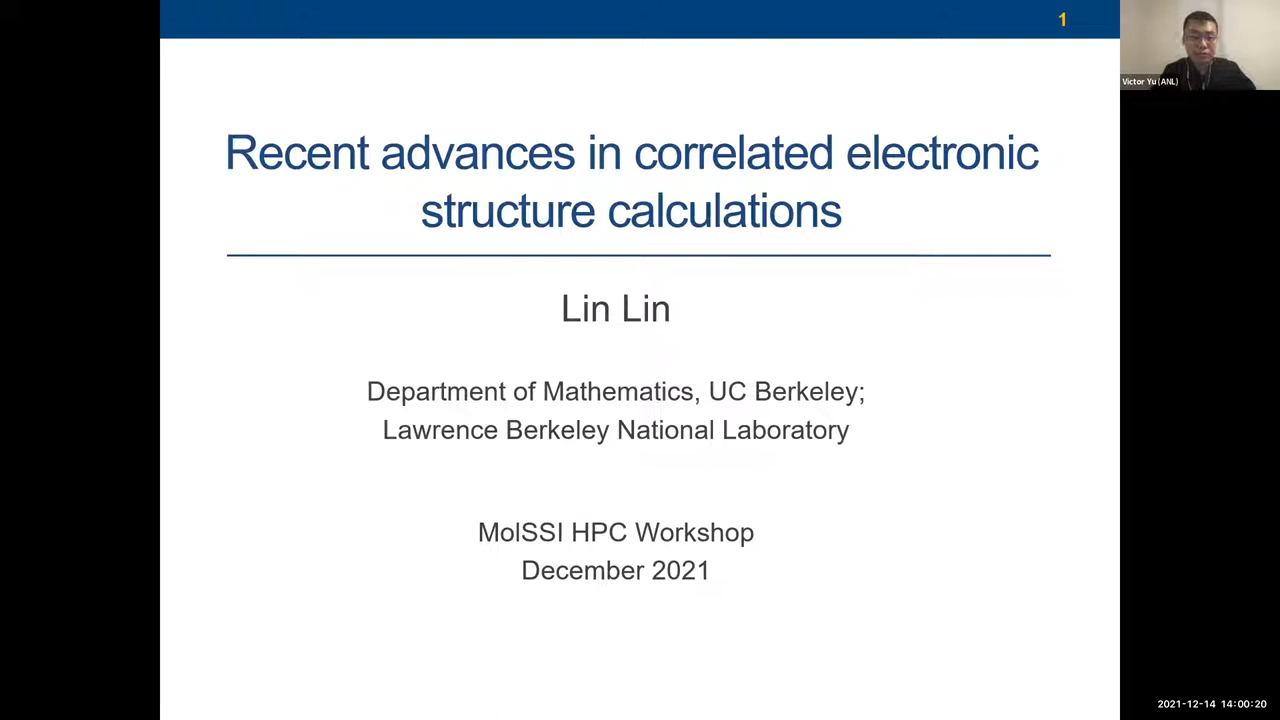 1
Recent advances in correlated electronic
structure calculations
Lin Lin
Department of Mathematics, UC Berkeley;
Lawrence Berkeley National Laboratory
MolSSI HPC Workshop
December 2021
Victor Yu (ANL)
2021-12-14 14:00:20